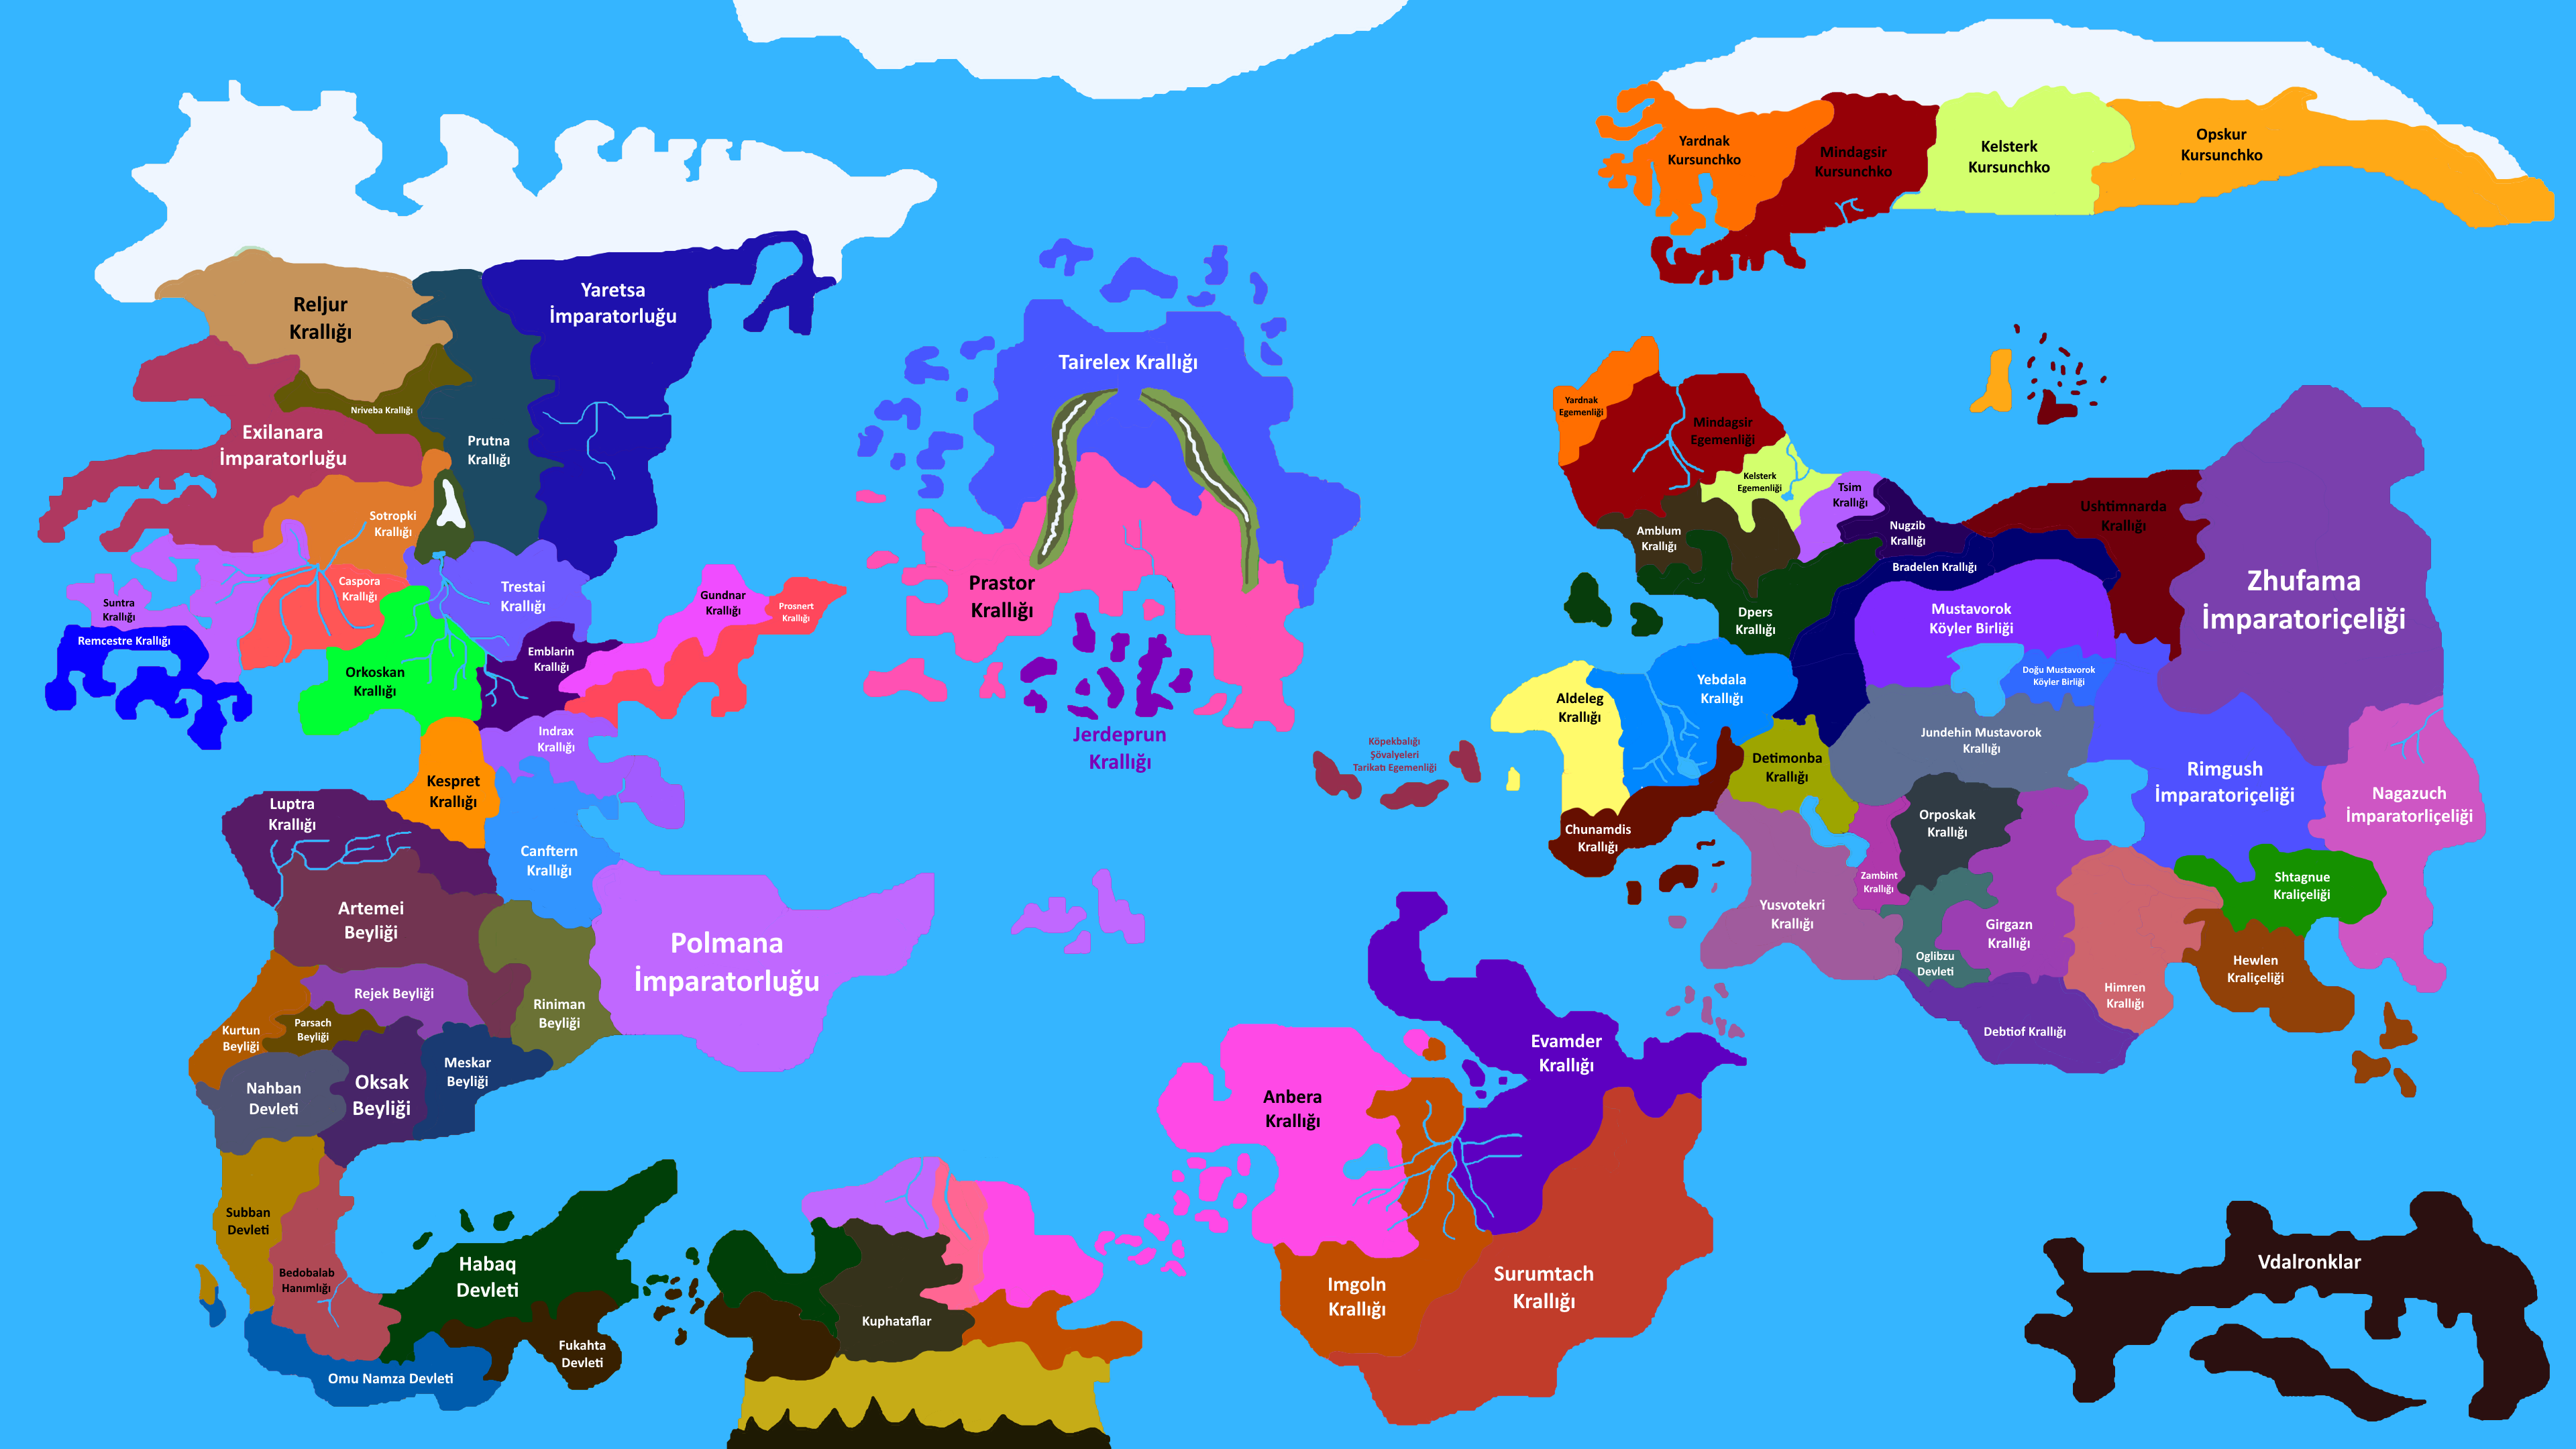 Yardnak
Kursunchko
Mindagsir
Kursunchko
Kelsterk
Kursunchko
Opskur
Kursunchko
Reljur
Krallığı
Yaretsa
İmparatorluğu
Nriveba Krallığı
Exilanara
İmparatorluğu
Prutna
Krallığı
Sotropki
Krallığı
Caspora
Krallığı
Trestai
Krallığı
Suntra
Krallığı
Remcestre Krallığı
Orkoskan
Krallığı
Emblarin
Krallığı
Gundnar
Krallığı
Prosnert
Krallığı
Indrax
Krallığı
Kespret
Krallığı
Luptra
Krallığı
Canftern
Krallığı
Artemei
Beyliği
Polmana
İmparatorluğu
Rejek Beyliği
Riniman
Beyliği
Kurtun
Beyliği
Parsach
Beyliği
Nahban
Devleti
Oksak
Beyliği
Meskar
Beyliği
Subban
Devleti
Bedobalab
Hanımlığı
Habaq
Devleti
Fukahta
Devleti
Omu Namza Devleti
Tairelex Krallığı
Prastor
Krallığı
Jerdeprun
Krallığı
Köpekbalığı
Şövalyeleri
Tarikatı Egemenliği
Kuphataflar
Anbera
Krallığı
Evamder
Krallığı
Imgoln
Krallığı
Surumtach
Krallığı
Yardnak
Egemenliği
Mindagsir
Egemenliği
Kelsterk
Egemenliği
Tsim
Krallığı
Nugzib
Krallığı
Ushtimnarda
Krallığı
Amblum
Krallığı
Bradelen Krallığı
Zhufama
İmparatoriçeliği
Dpers
Krallığı
Mustavorok
Köyler Birliği
Doğu Mustavorok
Köyler Birliği
Aldeleg
Krallığı
Yebdala
Krallığı
Jundehin Mustavorok
Krallığı
Detimonba
Krallığı
Rimgush
İmparatoriçeliği
Nagazuch
İmparatorliçeliği
Chunamdis
Krallığı
Orposkak
Krallığı
Zambint
Krallığı
Shtagnue
Kraliçeliği
Yusvotekri
Krallığı
Girgazn
Krallığı
Oglibzu
Devleti
Hewlen
Kraliçeliği
Himren
Krallığı
Debtiof Krallığı
Vdalronklar